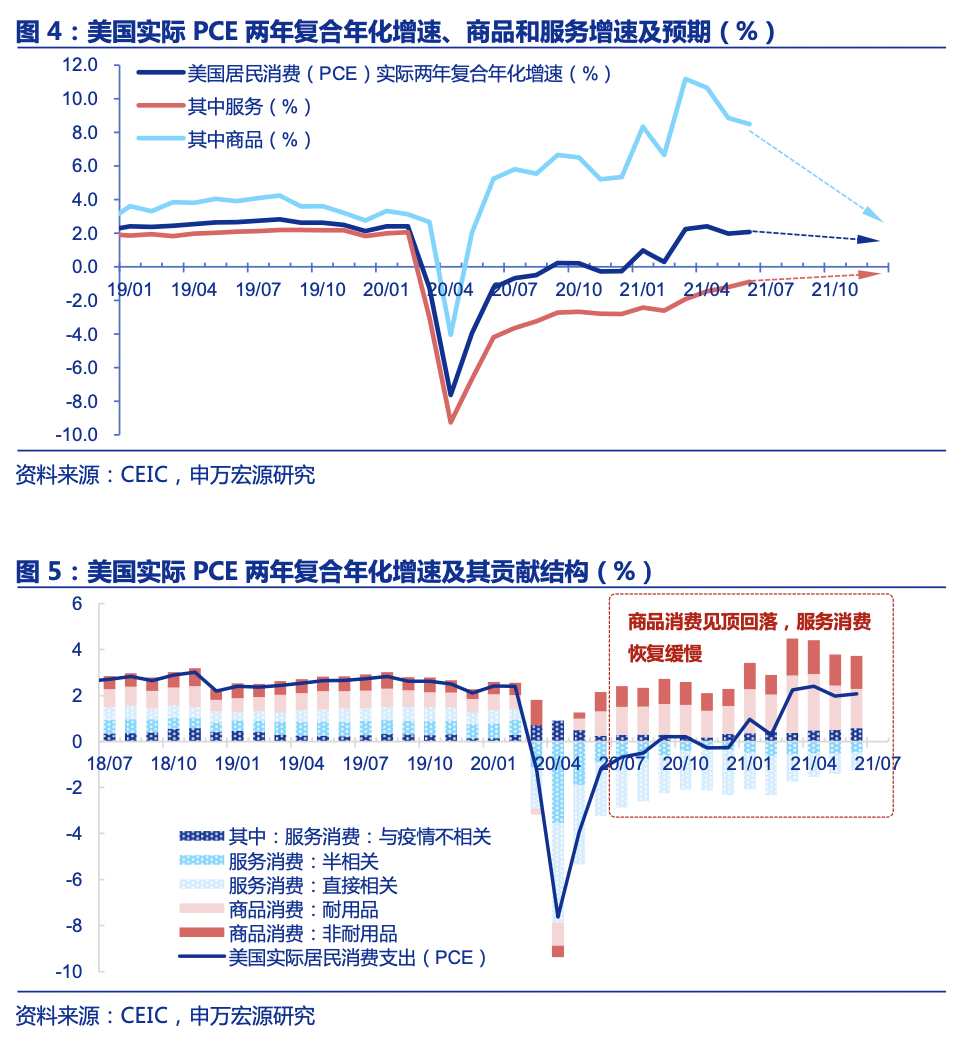 图 4：美国实际 PCE 两年复合年化增速、商品和服务增速及预期（%）
12.0
10.0
8.0
6.0
4.0
2.0
0.0
-2.0
-4.0
-6.0
-8.0
-10.0
美国居民消费（PCE）实际两年复合年化增速（%）
其中服务（%）
其中商品（%）
19/01 19/04 19/07 19/10 20/01 20/04 20/07 20/10 21/01 21/04 21/07 21/10
资料来源：CEIC，申万宏源研究
图 5：美国实际 PCE 两年复合年化增速及其贡献结构（%）
6
4
2
0
-2
-4
-6
-8
-10
商品消费见顶回落，服务消费
恢复缓慢
18/07 18/10 19/01 19/04 19/07 19/10 20/01 20/04 20/07 20/10 21/01 21/04 21/07
其中：服务消费：与疫情不相关
服务消费：半相关
服务消费：直接相关
商品消费：耐用品
商品消费：非耐用品
美国实际居民消费支出（PCE）
资料来源：CEIC，申万宏源研究